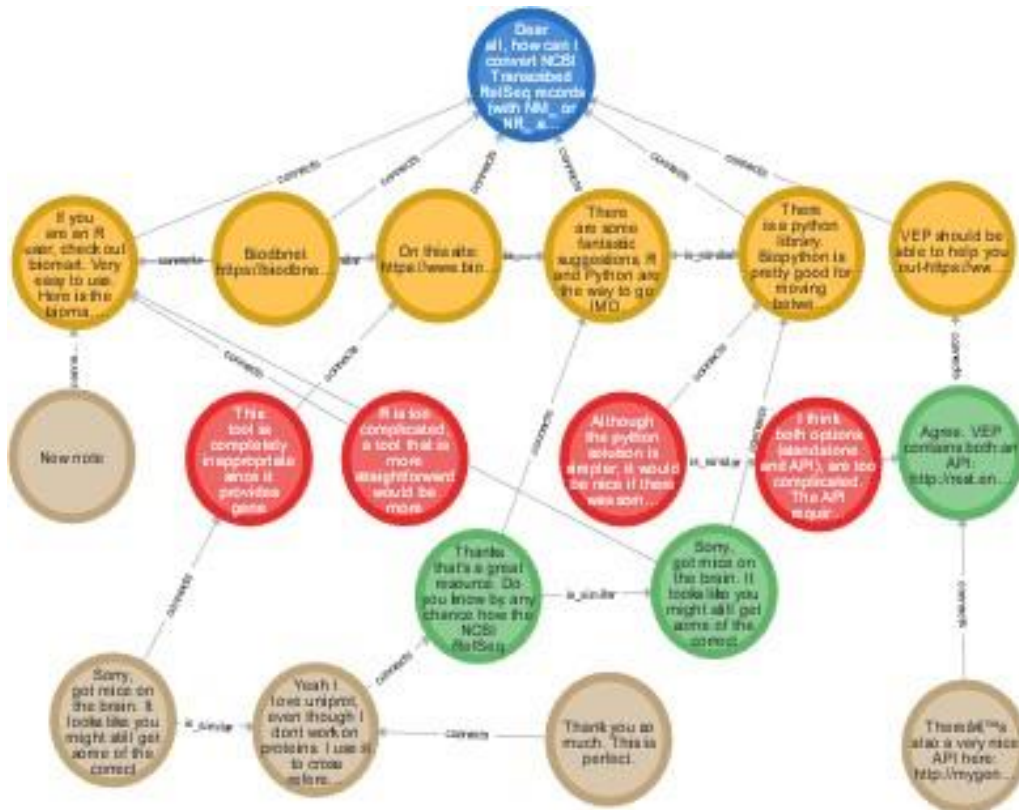 Dear
all, how can I
convert NCBI
Transcribed
RefSeq records
(with NM_ or
NR_ a...
connects
connects
connects
connects
connects
connects
If you
are an R
user, check out
biomart. Very
easy to use.
Here is the
bioma...
connects
Biodbnet
https://biodbne...
On this site:
https://www.bio...
There
are some
fantastic
suggestions, R
and Python are
the way to go
IMO
is_similar
There
is a python
library.
Biopython is
pretty good for
moving betwe...
VEP should be
able to help you
out-https://ww...
connects
connects
connects
connects
connects
New note
This
tool is
completely
inappropriate
since it provides
gene
R is too
complicated,
a tool that is
more
straightforward
would be
more
Although
the python
solution is
simpler, it would
be nice if there
was som...
is_similar
I think
both options
(standalone
and API), are too
complicated.
The API
requir...
Agree. VEP
contains both an
API:
http://rest.en...
Thanks
that's a great
resource. Do
you know by any
chance how the
NCBI
RefSeq
is_similar
Sorry,
got mice on
the brain. It
looks like you
might still get
some of the
correct
connects
connects
connects
Sorry,
got mice on
the brain. It
looks like you
might still get
some of the
correct
is_similar
Yeah I
love uniprot,
even though I
dont work on
proteins. I use it
to cross
refere...
connects
Thank you so
much. This is
perfect.
Thereâ€™s
also a very nice
API here:
http://mygen...